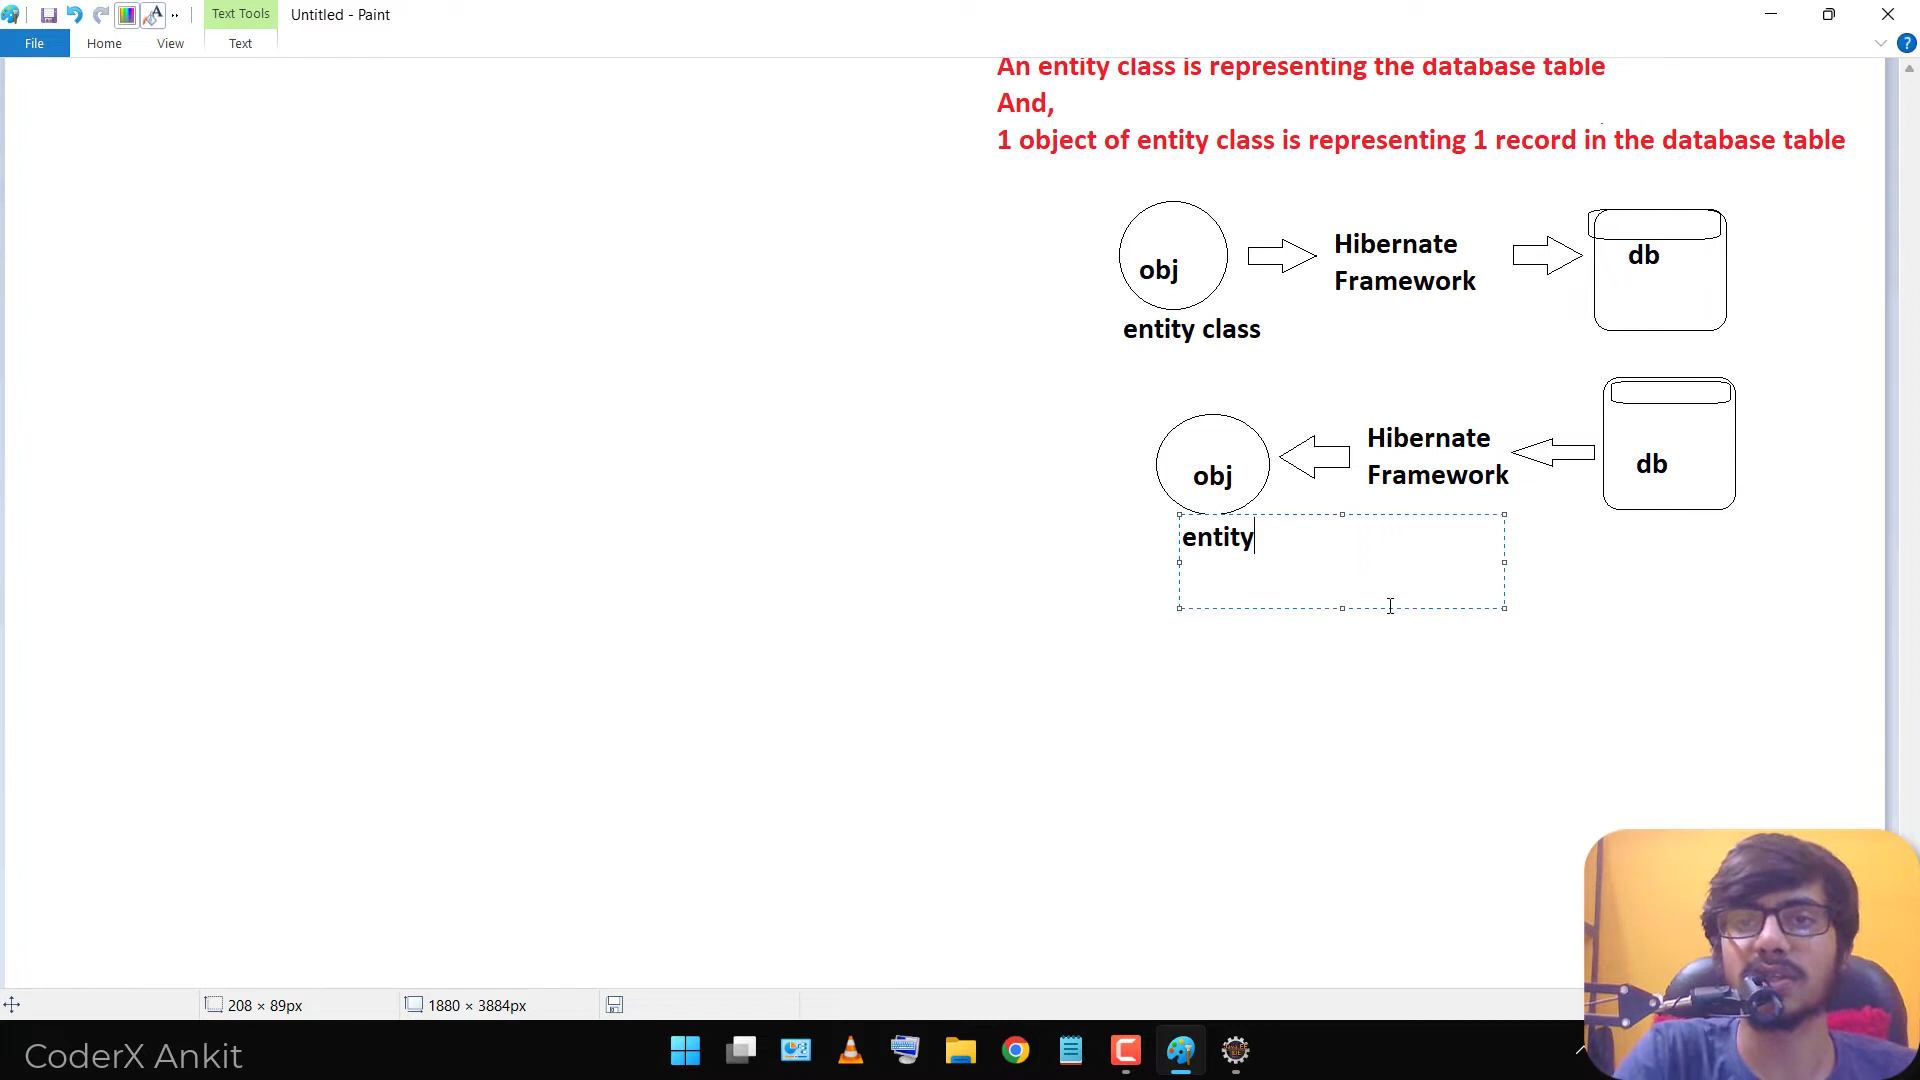 Text Tools
Untitled - Paint
File
Home
View
Text
?
An entity class is representing the database table
And,
1 object of entity class is representing 1 record in the database table
obj
Hibernate
Framework
db
entity class
obj
Hibernate
Framework
db
entity
208 × 89px
1880 × 3884px
CoderX Ankit